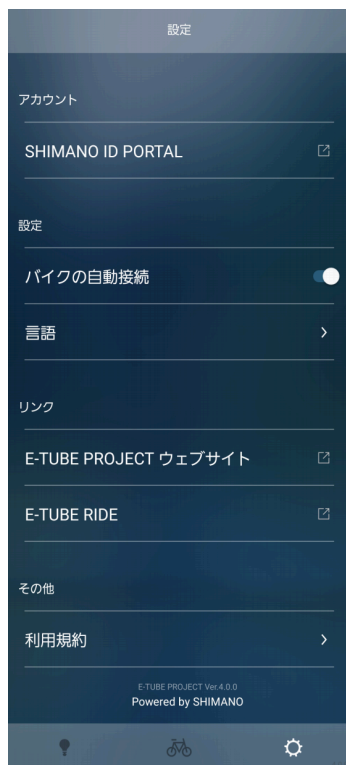 設定
アカウント
SHIMANO ID PORTAL
設定
バイクの自動接続
言語
リンク
E-TUBE PROJECT ウェブサイト
E-TUBE RIDE
その他
利用規約
E-TUBE PROJECT Ver.4.0.0
Powered by SHIMANO